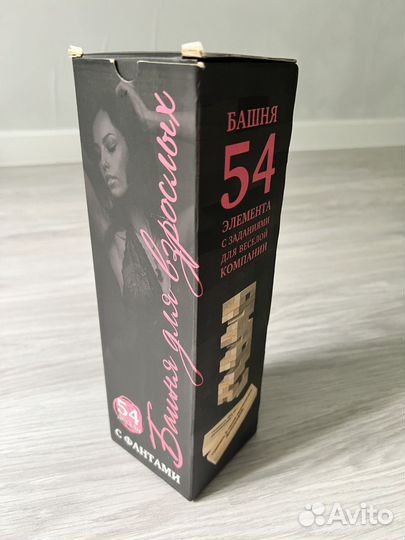 Башня для взрослых
54
С ФАНТАМИ
БАШНЯ
54
ЭЛЕМЕНТА
С ЗАДАНИЯМИ
ДЛЯ ВЕСЕЛОЙ
КОМПАНИИ
Avito